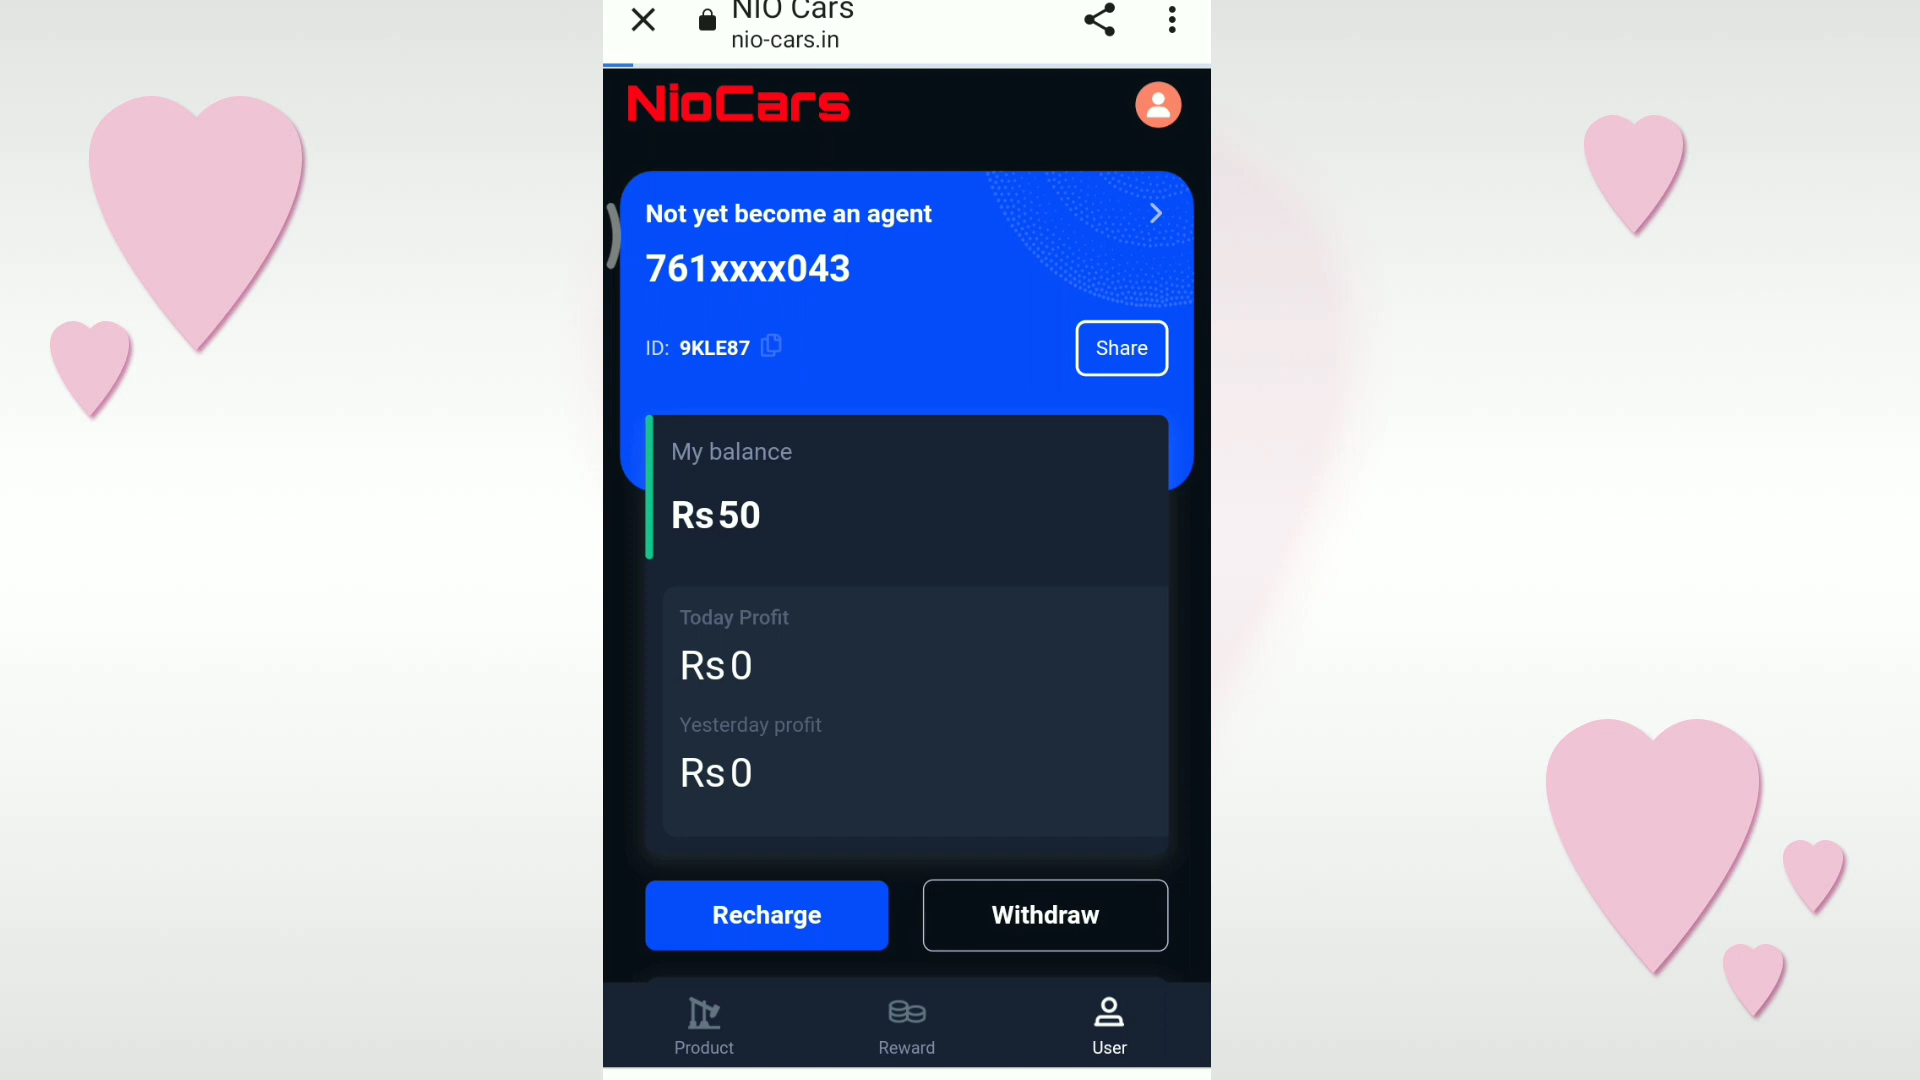 NIO Cars
nio-cars.in
NioCars
Not yet become an agent
761xxxx043
ID: 9KLE87
Share
My balance
Rs 50
Today Profit
Rs 0
Yesterday profit
Rs 0
Recharge
Withdraw
Product
Reward
User